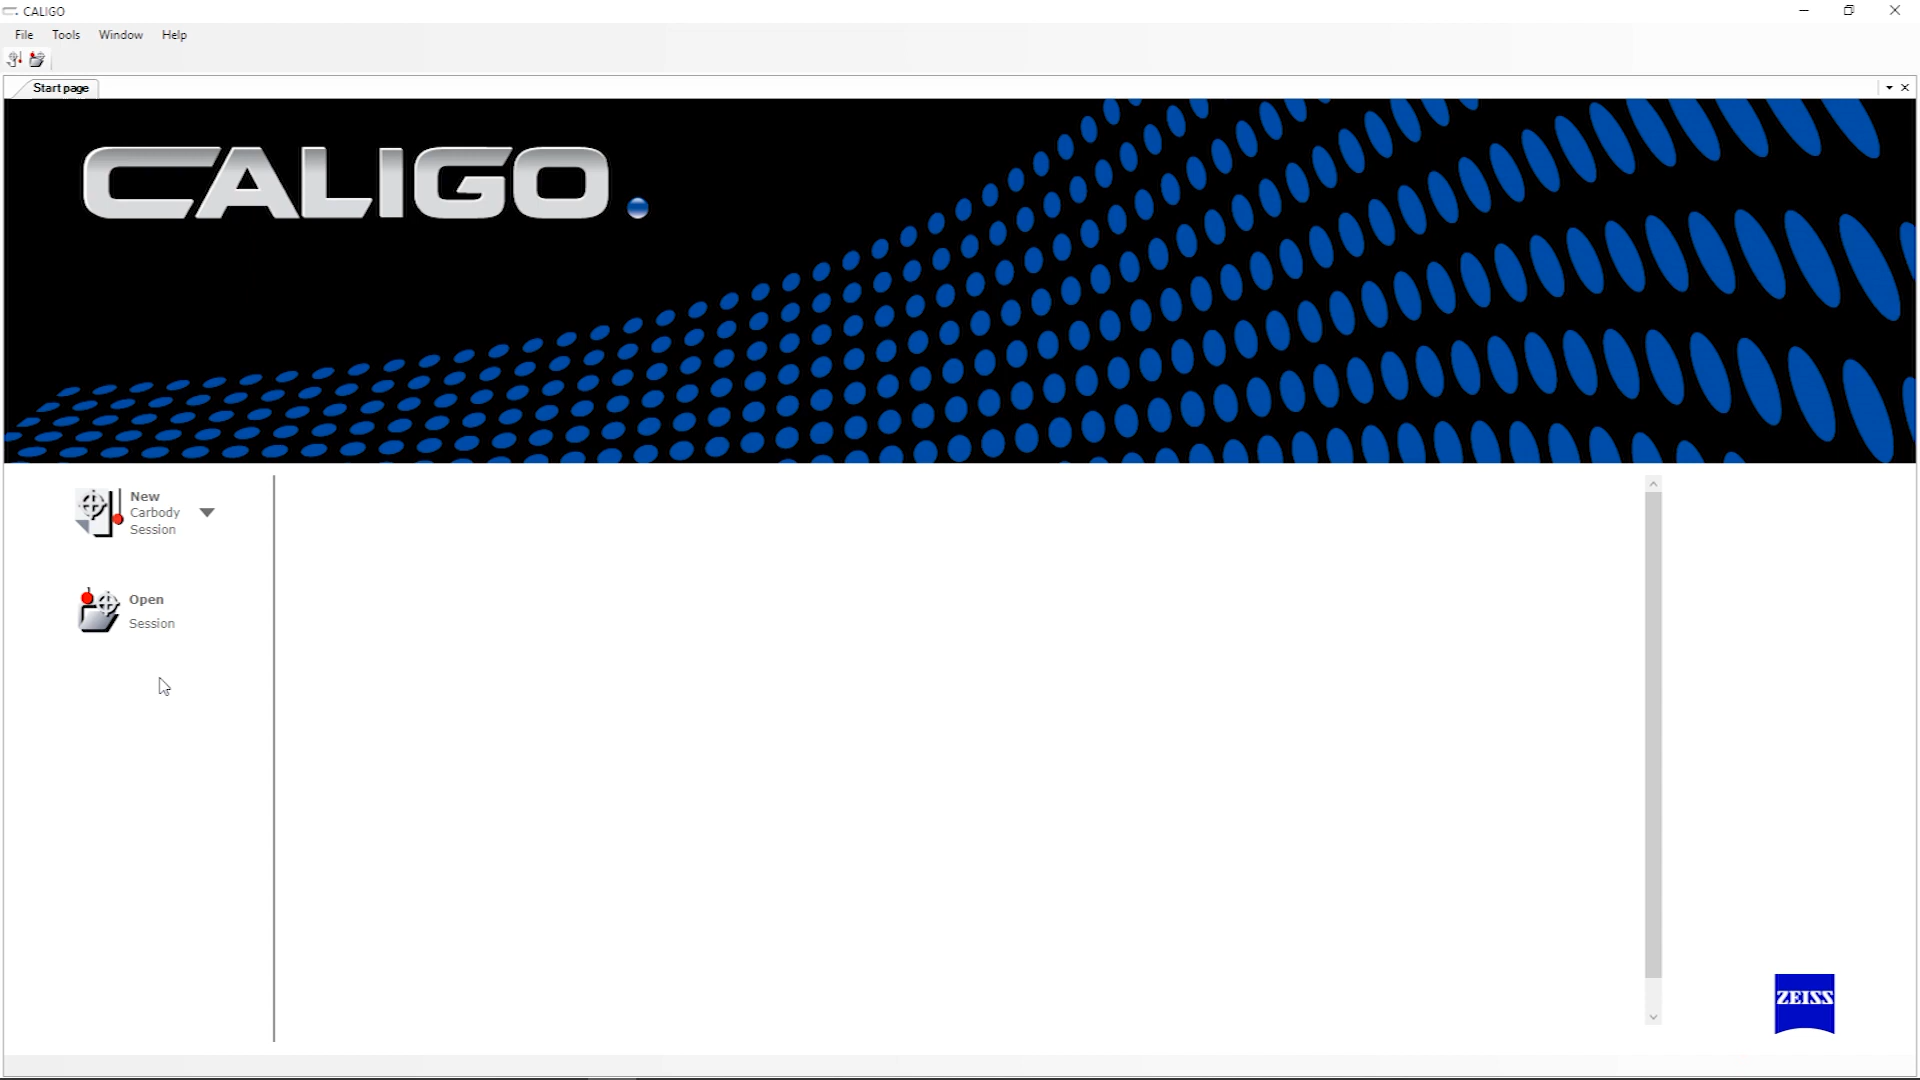 CALIGO
File Tools Window Help
Start page
CALIGO
New
Carbody
Session
Open
Session
ZEISS